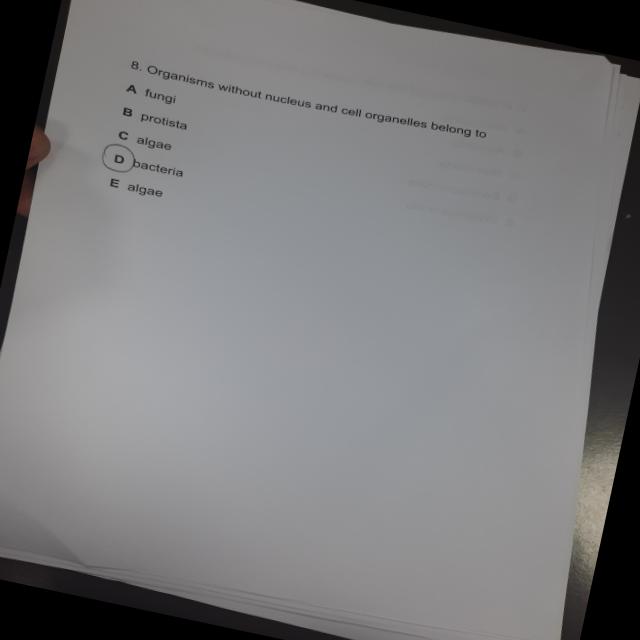 8. Organisms without nucleus and cell organelles belong to
A fungi
B protista
C algae
D bacteria
E algae